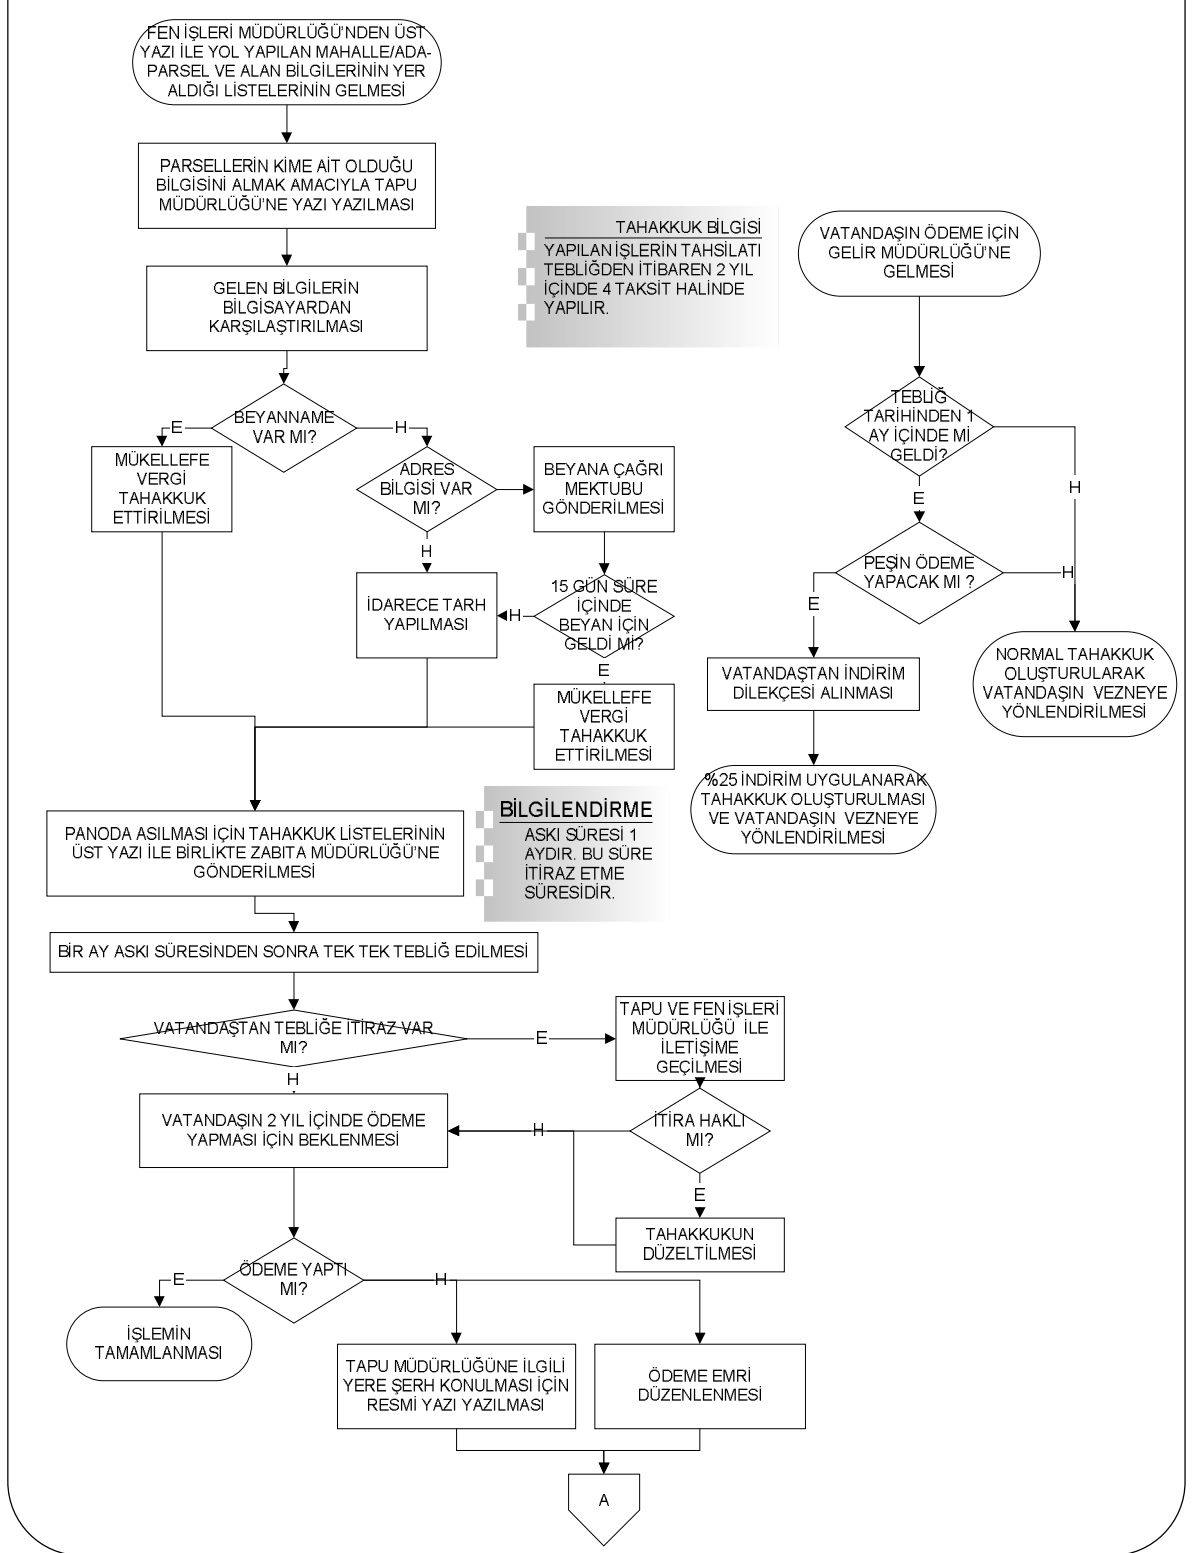 FEN İŞLERİ MÜDÜRLÜĞÜ'NDEN ÜST
YAZI İLE YOL YAPILAN MAHALLE/ADA-
PARSEL VE ALAN BİLGİLERİNİN YER
ALDIĞI LİSTELERİNİN GELMESİ
PARSELLERİN KİME AİT OLDUĞU
BİLGİSİNİ ALMAK AMACIYLA TAPU
MÜDÜRLÜĞÜ'NE YAZI YAZILMASI
GELEN BİLGİLERİN
BİLGİSAYARDAN
KARŞILAŞTIRILMASI
BEYANNAME
VAR MI?
E
H
MÜKELLEFE
VERGİ
TAHAKKUK
ETTİRİLMESİ
ADRES
BİLGİSİ VAR
MI?
H
BEYANA ÇAĞRI
MEKTUBU
GÖNDERİLMESİ
İDARECE TARH
YAPILMASI
15 GÜN SÜRE
İÇİNDE
BEYAN İÇİN
GELDİ Mİ?
H
E
MÜKELLEFE
VERGİ
TAHAKKUK
ETTİRİLMESİ
TAHAKKUK BİLGİSİ
YAPILAN İŞLERİN TAHSİLATI
TEBLİĞDEN İTİBAREN 2 YIL
İÇİNDE 4 TAKSİT HALİNDE
YAPILIR.
VATANDAŞIN ÖDEME İÇİN
GELİR MÜDÜRLÜĞÜ'NE
GELMESİ
TEBLİĞ
TARİHİNDEN 1
AY İÇİNDE Mİ
GELDİ?
H
E
PEŞİN ÖDEME
YAPACAK MI ?
H
E
VATANDAŞTAN İNDİRİM
DİLEKÇESİ ALINMASI
NORMAL TAHAKKUK
OLUŞTURULARAK
VATANDAŞIN VEZNEYE
YÖNLENDİRİLMESİ
%25 İNDİRİM UYGULANARAK
TAHAKKUK OLUŞTURULMASI
VE VATANDAŞIN VEZNEYE
YÖNLENDİRİLMESİ
BİLGİLENDİRME
ASKI SÜRESİ 1
AYDIR. BU SÜRE
İTİRAZ ETME
SÜRESİDİR.
PANODA ASILMASI İÇİN TAHAKKUK LİSTELERİNİN
ÜST YAZI İLE BİRLİKTE ZABITA MÜDÜRLÜĞÜ'NE
GÖNDERİLMESİ
BİR AY ASKI SÜRESİNDEN SONRA TEK TEK TEBLİĞ EDİLMESİ
VATANDAŞTAN TEBLİĞE İTİRAZ VAR
MI?
E
H
TAPU VE FEN İŞLERİ
MÜDÜRLÜĞÜ İLE
İLETİŞİME
GEÇİLMESİ
VATANDAŞIN 2 YIL İÇİNDE ÖDEME
YAPMASI İÇİN BEKLENMESİ
İTİRA HAKLI
MI?
H
E
TAHAKKUKUN
DÜZELTİLMESİ
ÖDEME YAPTI
MI?
E
H
İŞLEMİN
TAMAMLANMASI
TAPU MÜDÜRLÜĞÜNE İLGİLİ
YERE ŞERH KONULMASI İÇİN
RESMİ YAZI YAZILMASI
ÖDEME EMRİ
DÜZENLENMESİ
A